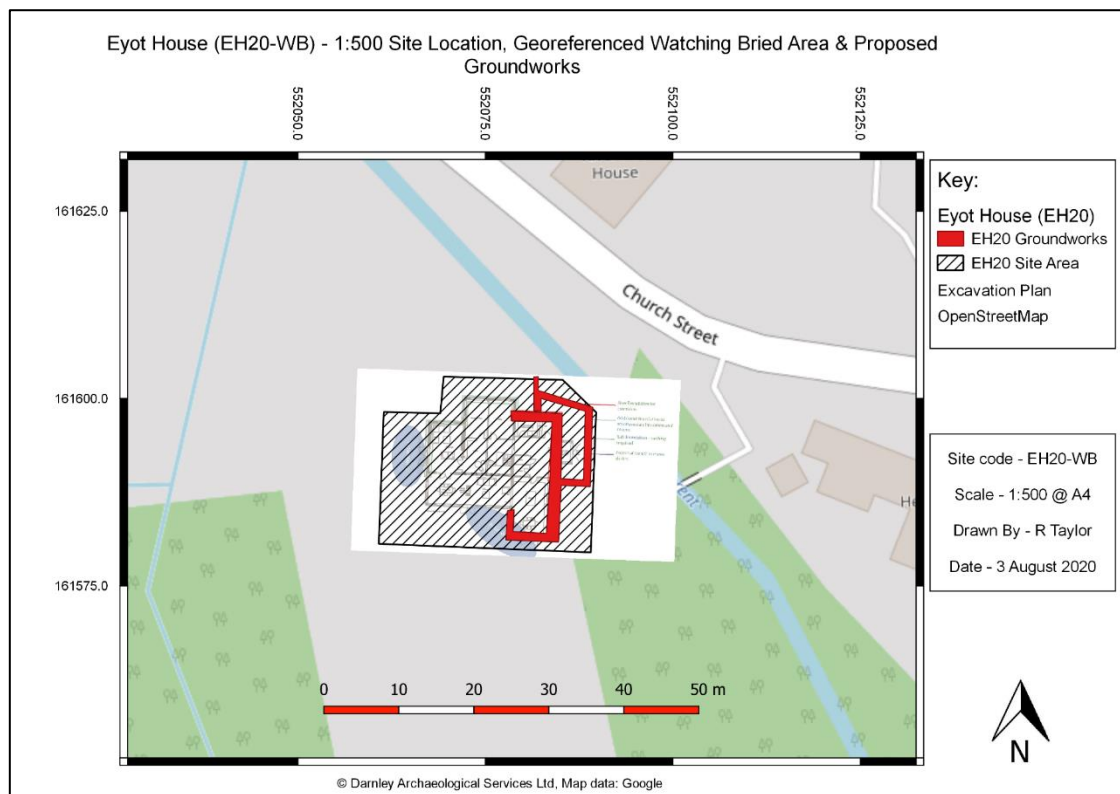 Eyot House (EH20-WB) - 1:500 Site Location, Georeferenced Watching Bried Area & Proposed
Groundworks
552050.0
552075.0
552100.0
552125.0
161625.0
161600.0
161575.0
House
Church Street
He
Key:
Eyot House (EH20)
EH20 Groundworks
EH20 Site Area
Excavation Plan
OpenStreetMap
Site code - EH20-WB
Scale - 1:500 @ A4
Drawn By - R Taylor
Date - 3 August 2020
0 10 20 30 40 50 m
N
© Darnley Archaeological Services Ltd, Map data: Google